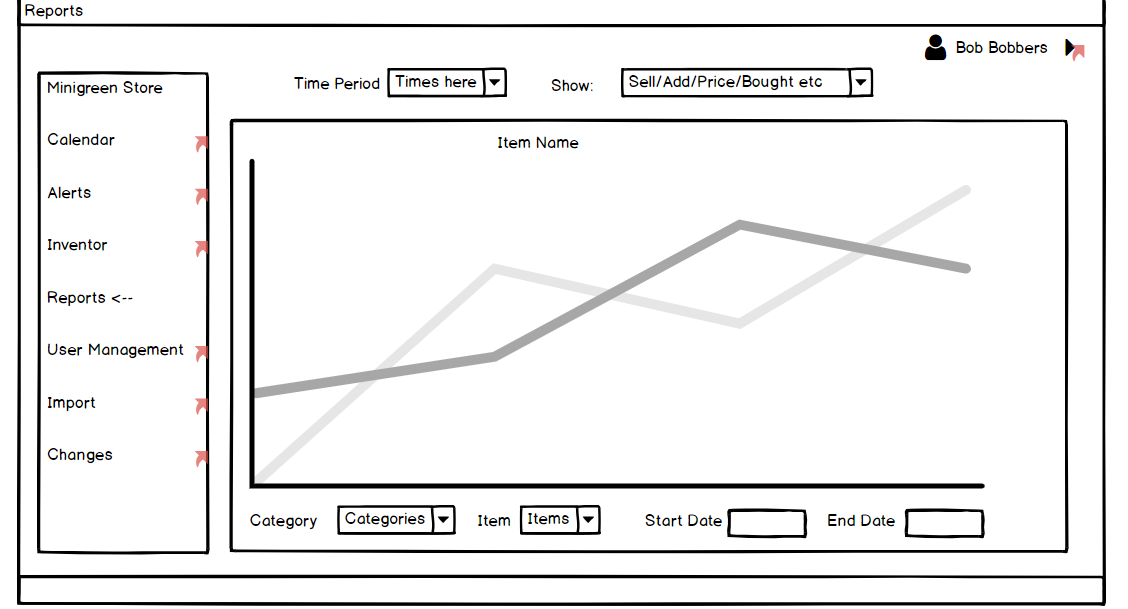 Reports
Bob Bobbers
Time Period Times here Show: Sell/Add/Price/Bought etc
Minigreen Store
Calendar
Alerts
Inventor
Reports <--
User Management
Import
Changes
Item Name
Category Categories Item Items Start Date End Date